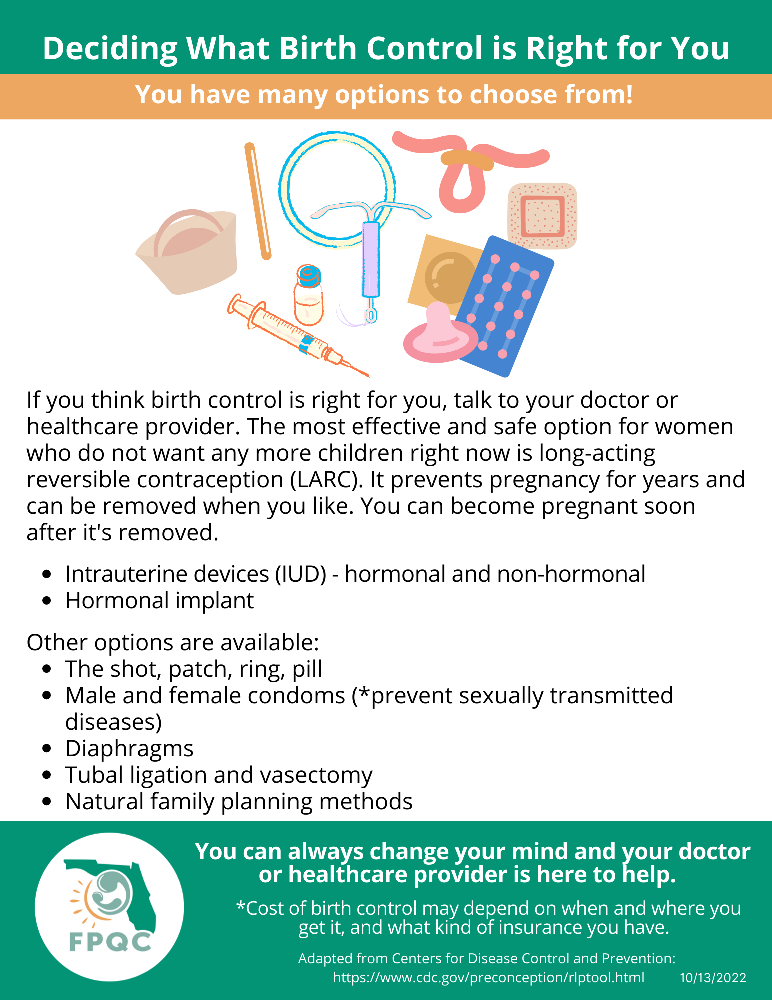 Deciding What Birth Control is Right for You
You have many options to choose from!
If you think birth control is right for you, talk to your doctor or
healthcare provider. The most effective and safe option for women
who do not want any more children right now is long-acting
reversible contraception (LARC). It prevents pregnancy for years and
can be removed when you like. You can become pregnant soon
after it's removed.
• Intrauterine devices (IUD) - hormonal and non-hormonal
• Hormonal implant
Other options are available:
• The shot, patch, ring, pill
• Male and female condoms (*prevent sexually transmitted
diseases)
• Diaphragms
• Tubal ligation and vasectomy
• Natural family planning methods
You can always change your mind and your doctor
or healthcare provider is here to help.
*Cost of birth control may depend on when and where you
get it, and what kind of insurance you have.
FPQC
Adapted from Centers for Disease Control and Prevention:
https://www.cdc.gov/preconception/rlptool.html 10/13/2022